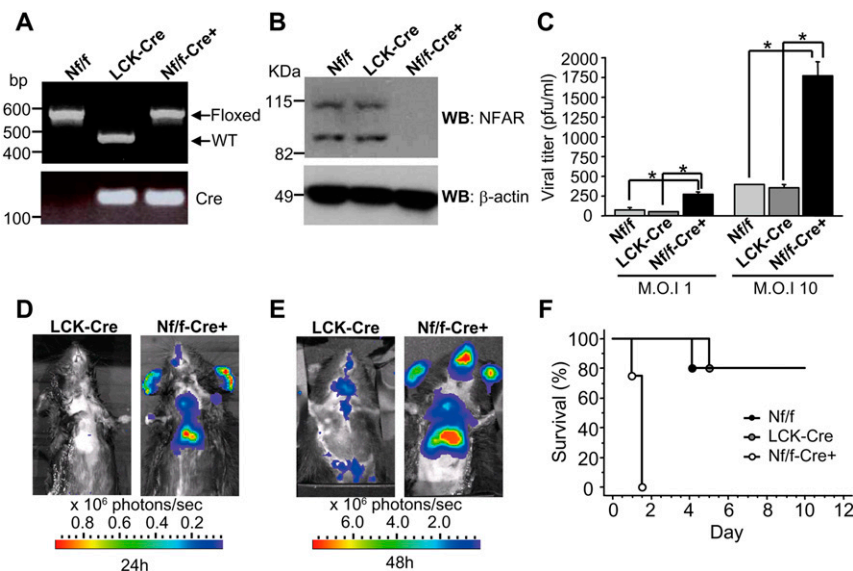 A
Nf/f
LCK-Cre
Nf/f-Cre+
bp
600
500
400
Floxed
WT
100
Cre
B
Nf/f
LCK-Cre
Nf/f-Cre+
KDa
115
82
WB: NFAR
49
WB: β-actin
C
Viral titer (pfu/ml)
2000
1750
1500
1250
1000
750
500
250
0
* *
* *
Nf/f
LCK-Cre
Nf/f-Cre+
Nf/f
LCK-Cre
Nf/f-Cre+
M.O.I 1
M.O.I 10
D
LCK-Cre
Nf/f-Cre+
x 10⁶ photons/sec
0.8 0.6 0.4 0.2
24h
E
LCK-Cre
Nf/f-Cre+
x 10⁶ photons/sec
6.0 4.0 2.0
48h
F
Survival (%)
100
80
60
40
20
0
Nf/f
LCK-Cre
Nf/f-Cre+
0 2 4 6 8 10 12
Day